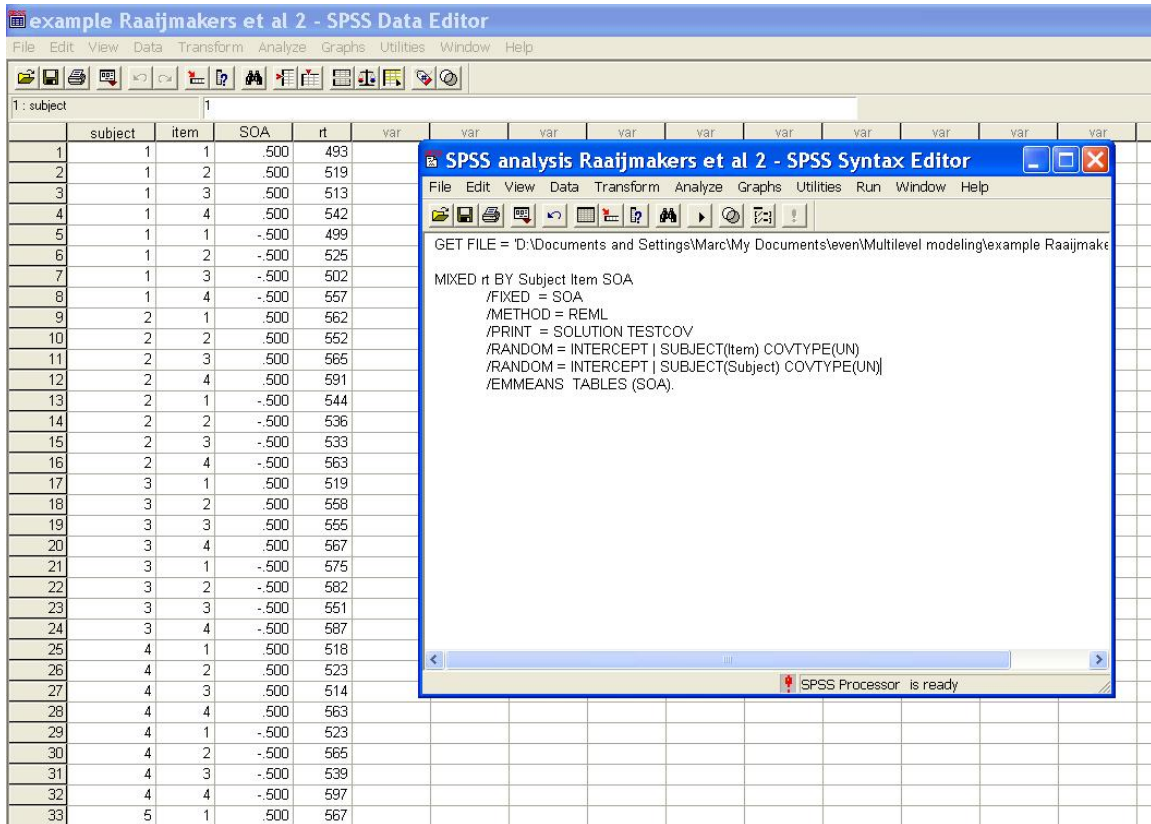 example Raaijmakers et al 2 - SPSS Data Editor
File Edit View Data Transform Analyze Graphs Utilities Window Help
1 : subject 1
subject item SOA rt var var var var var var var var var var
1 1 1 .500 493
2 1 2 .500 519
3 1 3 .500 513
4 1 4 .500 542
5 1 1 -.500 499
6 1 2 -.500 525
7 1 3 -.500 502
8 1 4 -.500 557
9 2 1 .500 562
10 2 2 .500 552
11 2 3 .500 565
12 2 4 .500 591
13 2 1 -.500 544
14 2 2 -.500 536
15 2 3 -.500 533
16 2 4 -.500 563
17 3 1 .500 519
18 3 2 .500 558
19 3 3 .500 555
20 3 4 .500 567
21 3 1 -.500 575
22 3 2 -.500 582
23 3 3 -.500 551
24 3 4 -.500 587
25 4 1 .500 518
26 4 2 .500 523
27 4 3 .500 514
28 4 4 .500 563
29 4 1 -.500 523
30 4 2 -.500 565
31 4 3 -.500 539
32 4 4 -.500 597
33 5 1 .500 567
SPSS analysis Raaijmakers et al 2 - SPSS Syntax Editor
File Edit View Data Transform Analyze Graphs Utilities Run Window Help
GET FILE = 'D:\Documents and Settings\Marc\My Documents\even\Multilevel modeling\example Raaijmake
MIXED rt BY Subject Item SOA
/FIXED = SOA
/METHOD = REML
/PRINT = SOLUTION TESTCOV
/RANDOM = INTERCEPT | SUBJECT(Item) COVTYPE(UN)
/RANDOM = INTERCEPT | SUBJECT(Subject) COVTYPE(UN)
/EMMEANS TABLES (SOA).
SPSS Processor is ready